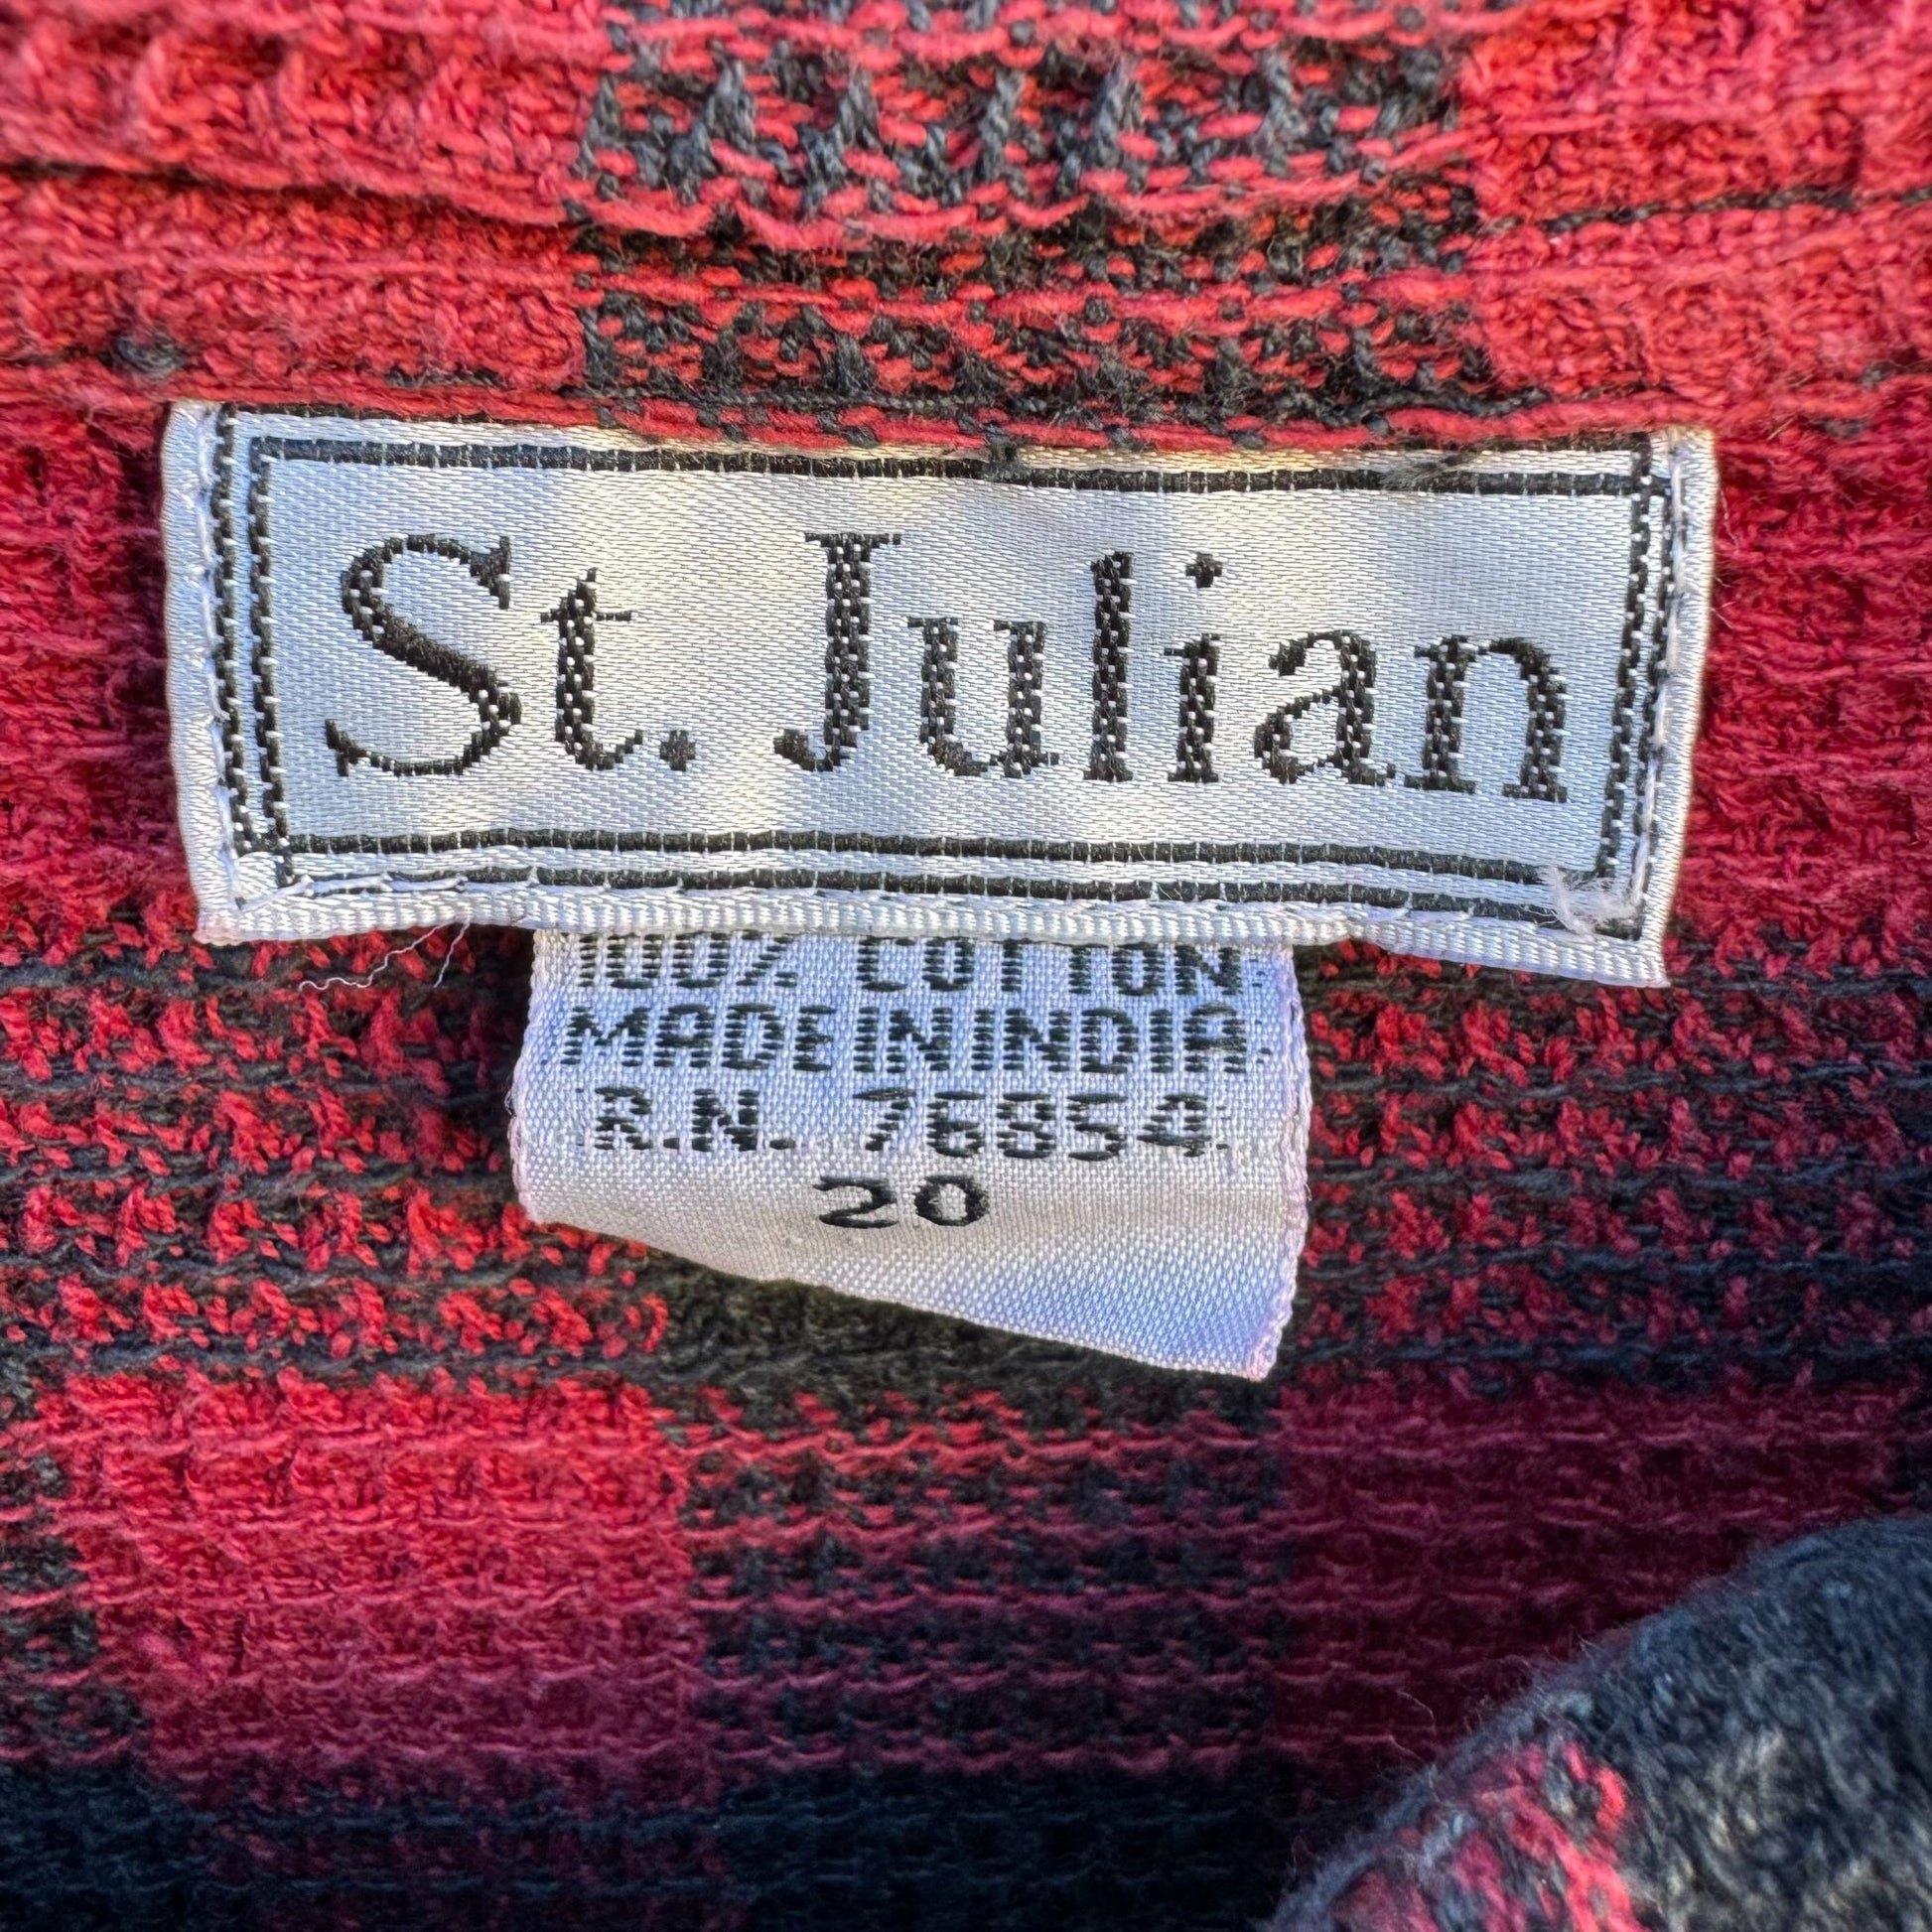 St. Julian
100% COTTON.
MADE IN INDIA.
R.N. 76854.
20